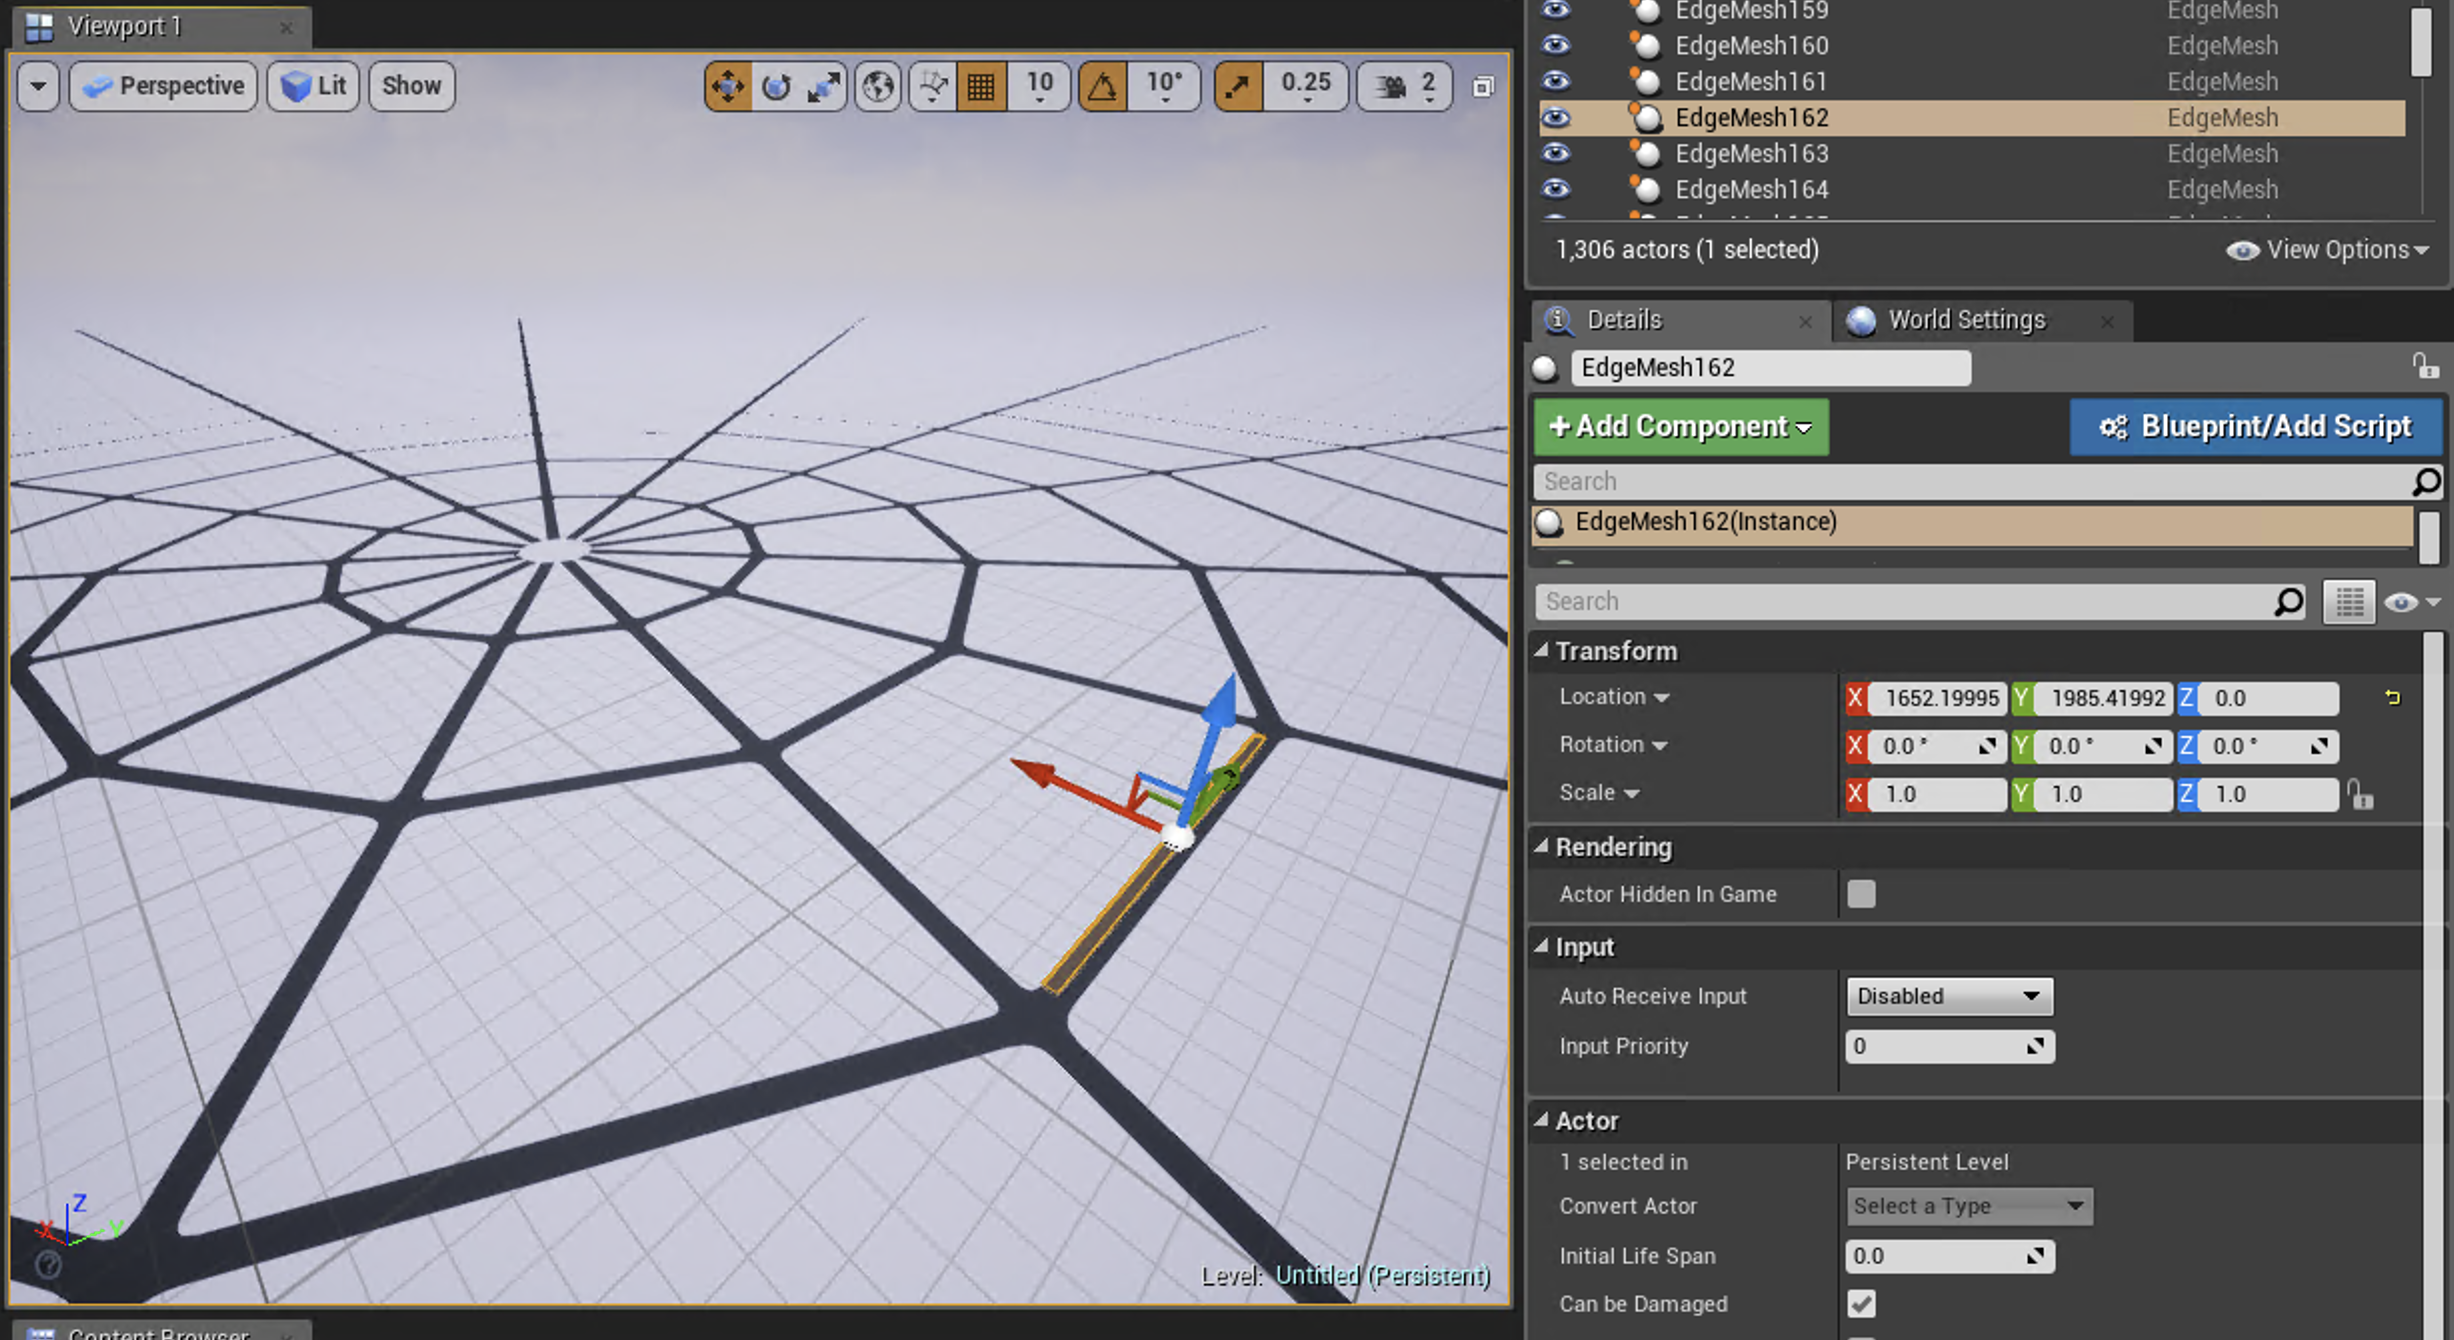 Viewport 1
Perspective
Lit
Show
10
10°
0.25
2
Z
X
Y
Level: Untitled (Persistent)
Content Browser
EdgeMesh159 EdgeMesh
EdgeMesh160 EdgeMesh
EdgeMesh161 EdgeMesh
EdgeMesh162 EdgeMesh
EdgeMesh163 EdgeMesh
EdgeMesh164 EdgeMesh
1,306 actors (1 selected)
View Options
Details
World Settings
EdgeMesh162
+ Add Component
Blueprint/Add Script
Search
EdgeMesh162(Instance)
Search
Transform
Location X 1652.19995 Y 1985.41992 Z 0.0
Rotation X 0.0 ° Y 0.0 ° Z 0.0 °
Scale X 1.0 Y 1.0 Z 1.0
Rendering
Actor Hidden In Game
Input
Auto Receive Input Disabled
Input Priority 0
Actor
1 selected in Persistent Level
Convert Actor Select a Type
Initial Life Span 0.0
Can be Damaged